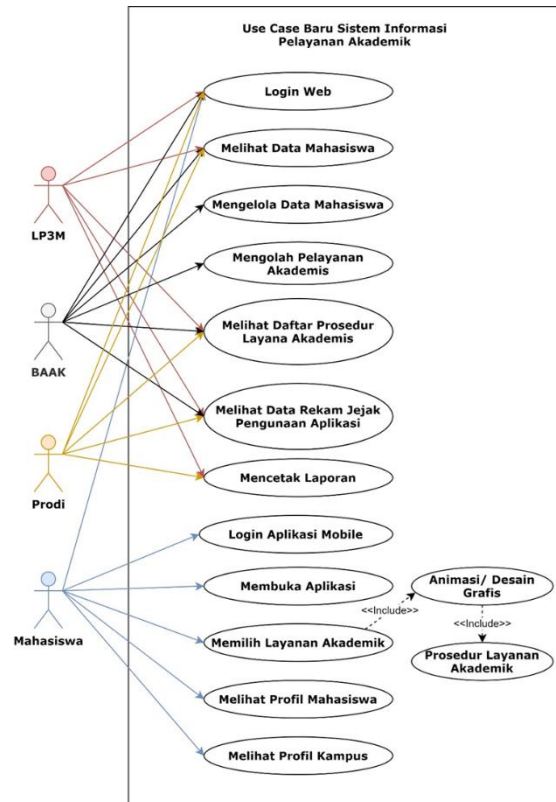 Use Case Baru Sistem Informasi
Pelayanan Akademik
Login Web
Melihat Data Mahasiswa
LP3M
Mengelola Data Mahasiswa
Mengolah Pelayanan
Akademis
BAAK
Melihat Daftar Prosedur
Layana Akademis
Melihat Data Rekam Jejak
Pengunaan Aplikasi
Prodi
Mencetak Laporan
Login Aplikasi Mobile
Mahasiswa
Membuka Aplikasi
Animasi/ Desain
Grafis
<<Include>>
Memilih Layanan Akademik
<<Include>>
Prosedur Layanan
Akademik
Melihat Profil Mahasiswa
Melihat Profil Kampus